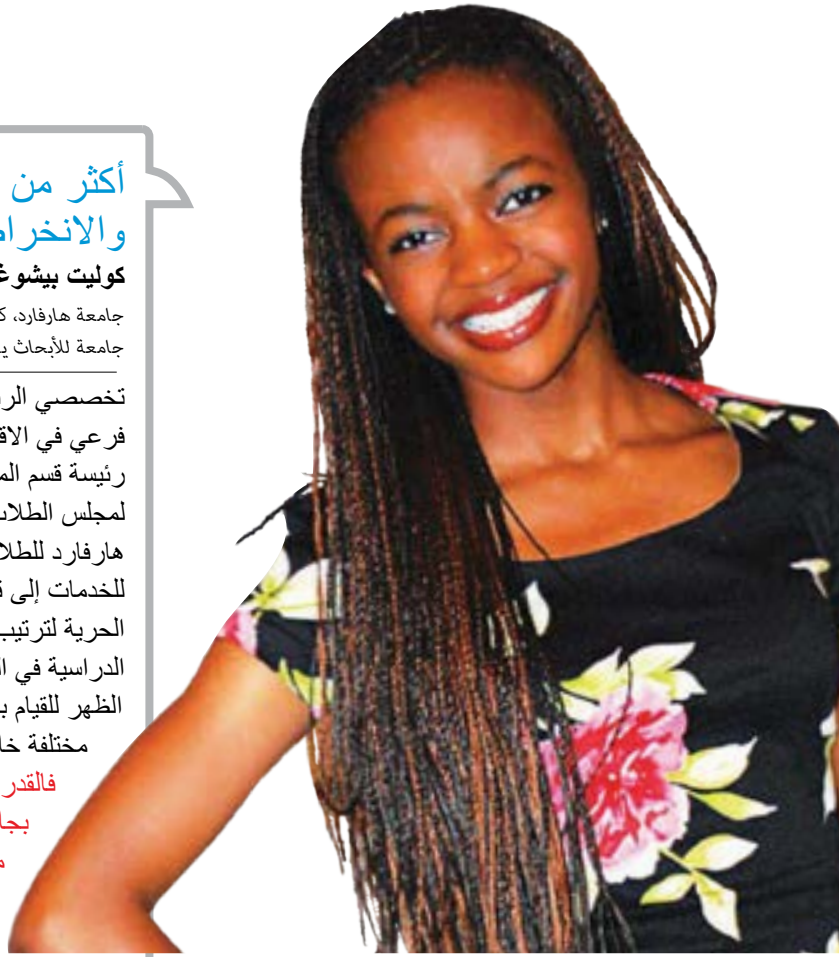 أكثر من
والانخرا
كوليت بيشوغ
جامعة هارفارد، ك
جامعة للأبحاث ي
تخصصي الر
فرعي في الاق
رئيسة قسم الم
لمجلس الطلا
هارفارد للطلا
للخدمات إلى ت
الحرية لترتيب
الدراسية في ال
الظهر للقيام ب
مختلفة خا
فالقدر
بجا
م